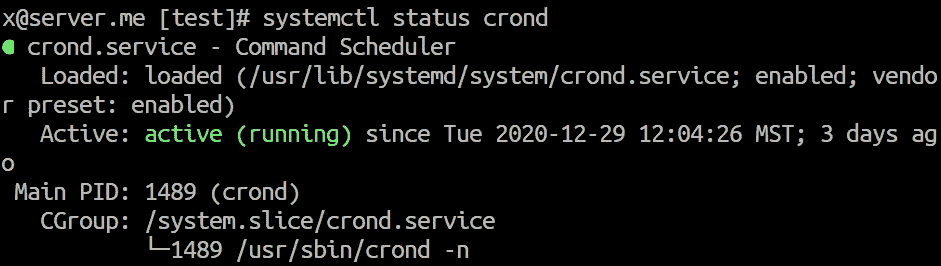 x@server.me [test]# systemctl status crond
● crond.service - Command Scheduler
   Loaded: loaded (/usr/lib/systemd/system/crond.service; enabled; vendo
r preset: enabled)
   Active: active (running) since Tue 2020-12-29 12:04:26 MST; 3 days ag
o
 Main PID: 1489 (crond)
   CGroup: /system.slice/crond.service
           └─1489 /usr/sbin/crond -n